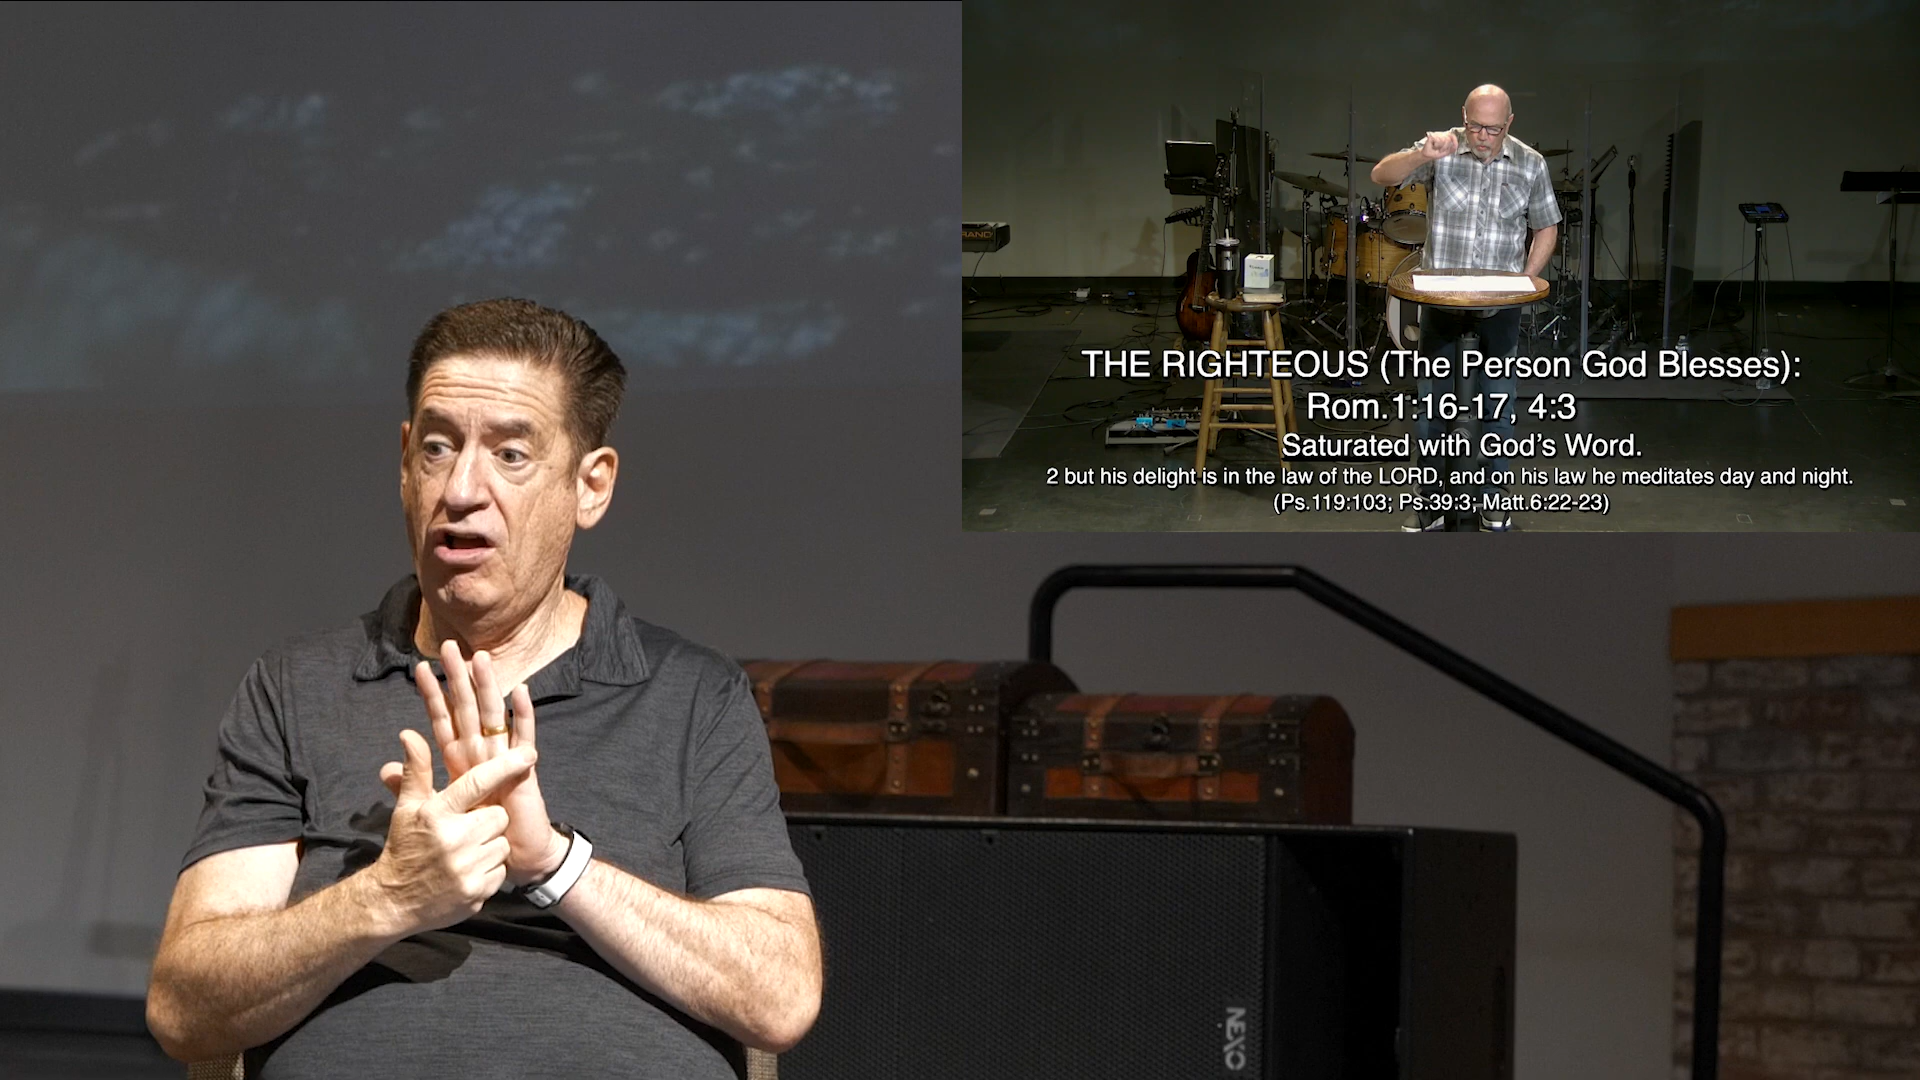 THE RIGHTEOUS (The Person God Blesses):
Rom.1:16-17, 4:3
Saturated with God's Word.
2 but his delight is in the law of the LORD, and on his law he meditates day and night.
(Ps.119:103; Ps.39:3; Matt.6:22-23)
NEXO